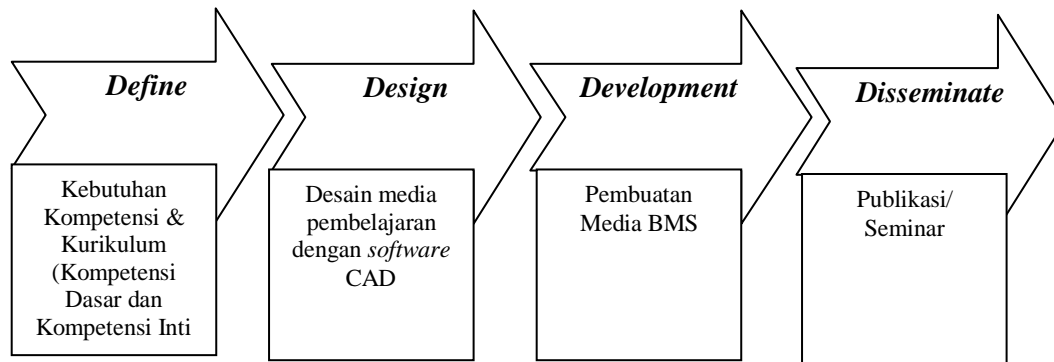 Define
Design
Development
Disseminate
Kebutuhan
Kompetensi &
Kurikulum
(Kompetensi
Dasar dan
Kompetensi Inti
Desain media
pembelajaran
dengan software
CAD
Pembuatan
Media BMS
Publikasi/
Seminar